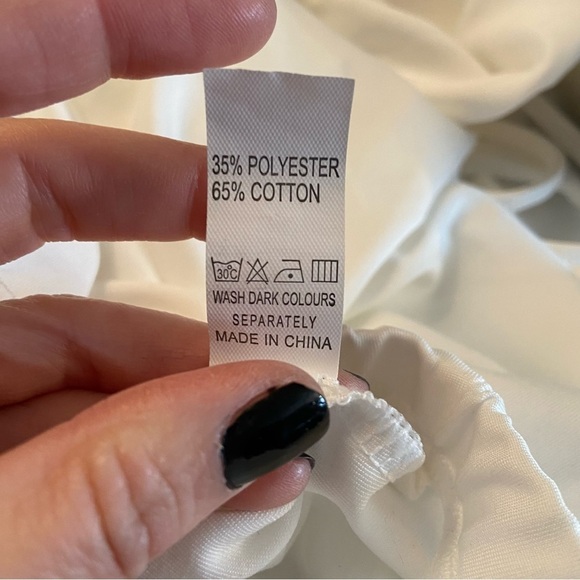 35% POLYESTER
65% COTTON
30°C
WASH DARK COLOURS
SEPARATELY
MADE IN CHINA